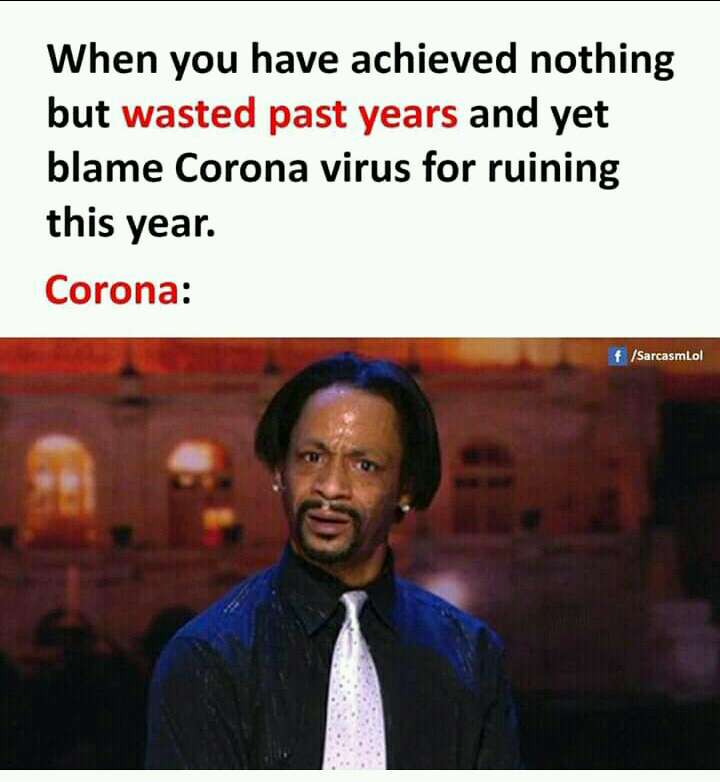 When you have achieved nothing
but wasted past years and yet
blame Corona virus for ruining
this year.
Corona:
f /SarcasmLol